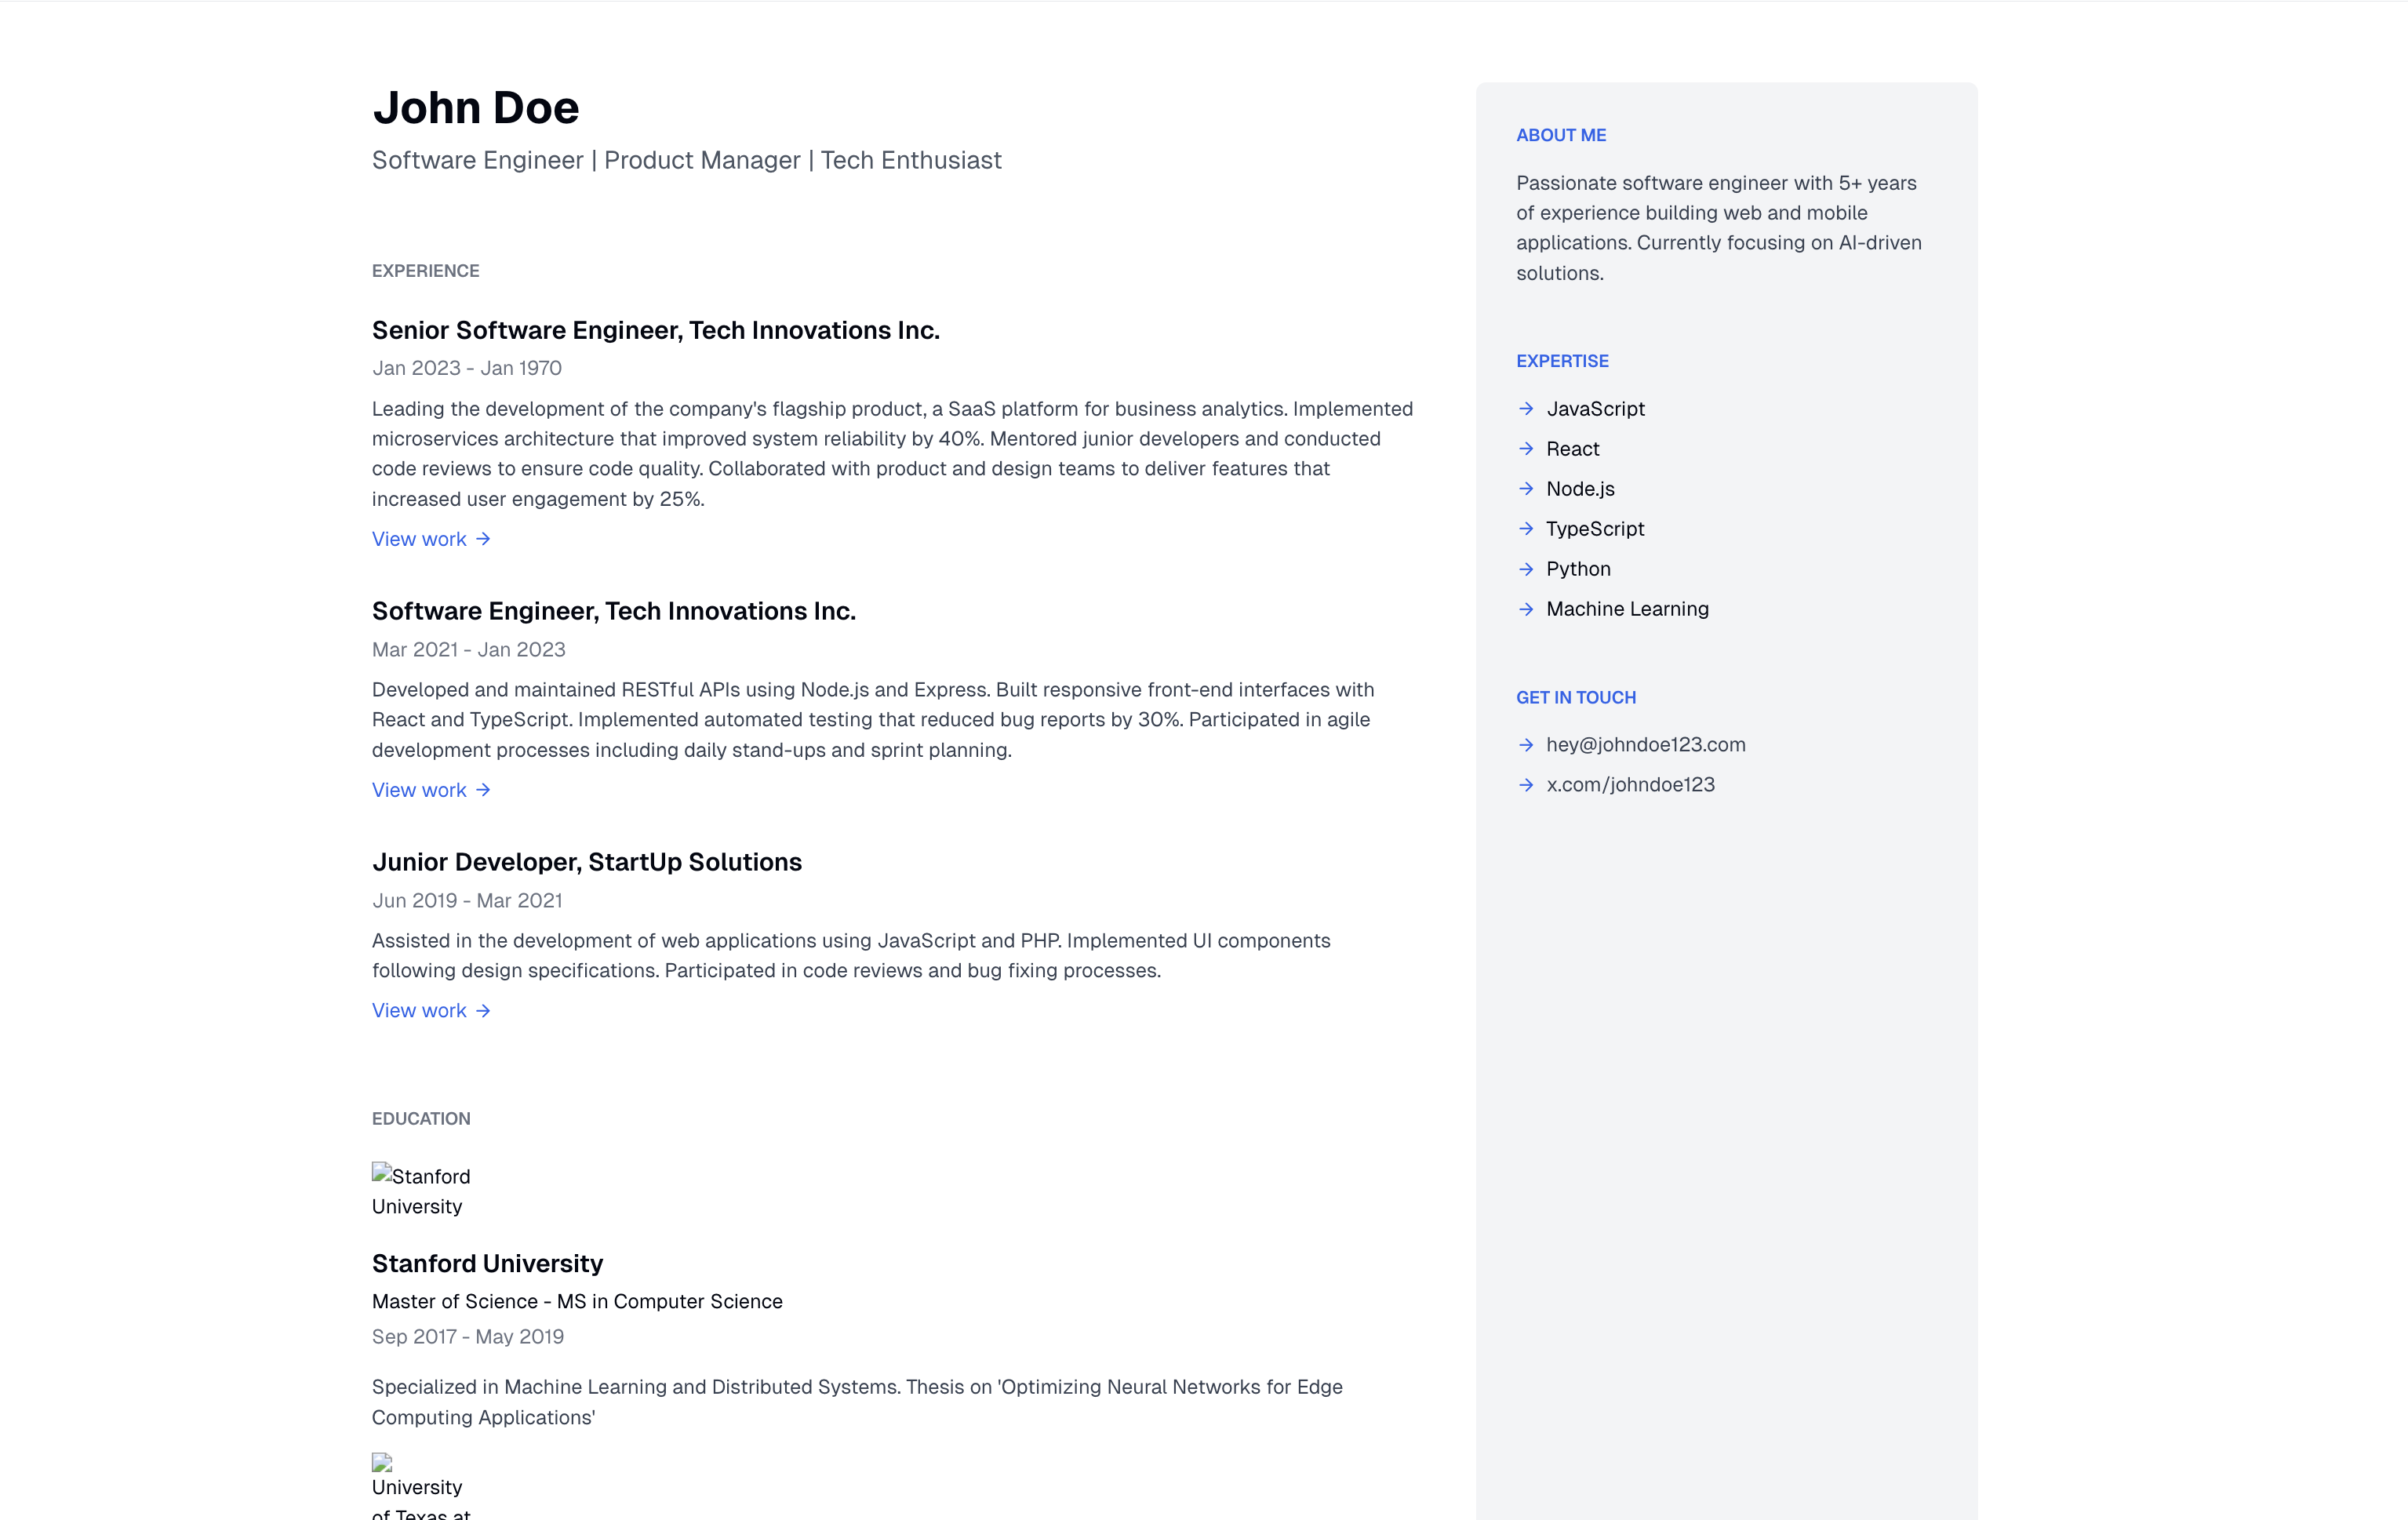 John Doe
Software Engineer | Product Manager | Tech Enthusiast
EXPERIENCE
Senior Software Engineer, Tech Innovations Inc.
Jan 2023 - Jan 1970
Leading the development of the company's flagship product, a SaaS platform for business analytics. Implemented
microservices architecture that improved system reliability by 40%. Mentored junior developers and conducted
code reviews to ensure code quality. Collaborated with product and design teams to deliver features that
increased user engagement by 25%.
View work →
Software Engineer, Tech Innovations Inc.
Mar 2021 - Jan 2023
Developed and maintained RESTful APIs using Node.js and Express. Built responsive front-end interfaces with
React and TypeScript. Implemented automated testing that reduced bug reports by 30%. Participated in agile
development processes including daily stand-ups and sprint planning.
View work →
Junior Developer, StartUp Solutions
Jun 2019 - Mar 2021
Assisted in the development of web applications using JavaScript and PHP. Implemented UI components
following design specifications. Participated in code reviews and bug fixing processes.
View work →
EDUCATION
Stanford
University
Stanford University
Master of Science - MS in Computer Science
Sep 2017 - May 2019
Specialized in Machine Learning and Distributed Systems. Thesis on 'Optimizing Neural Networks for Edge
Computing Applications'
University
of Texas at
ABOUT ME
Passionate software engineer with 5+ years
of experience building web and mobile
applications. Currently focusing on AI-driven
solutions.
EXPERTISE
→ JavaScript
→ React
→ Node.js
→ TypeScript
→ Python
→ Machine Learning
GET IN TOUCH
→ hey@johndoe123.com
→ x.com/johndoe123